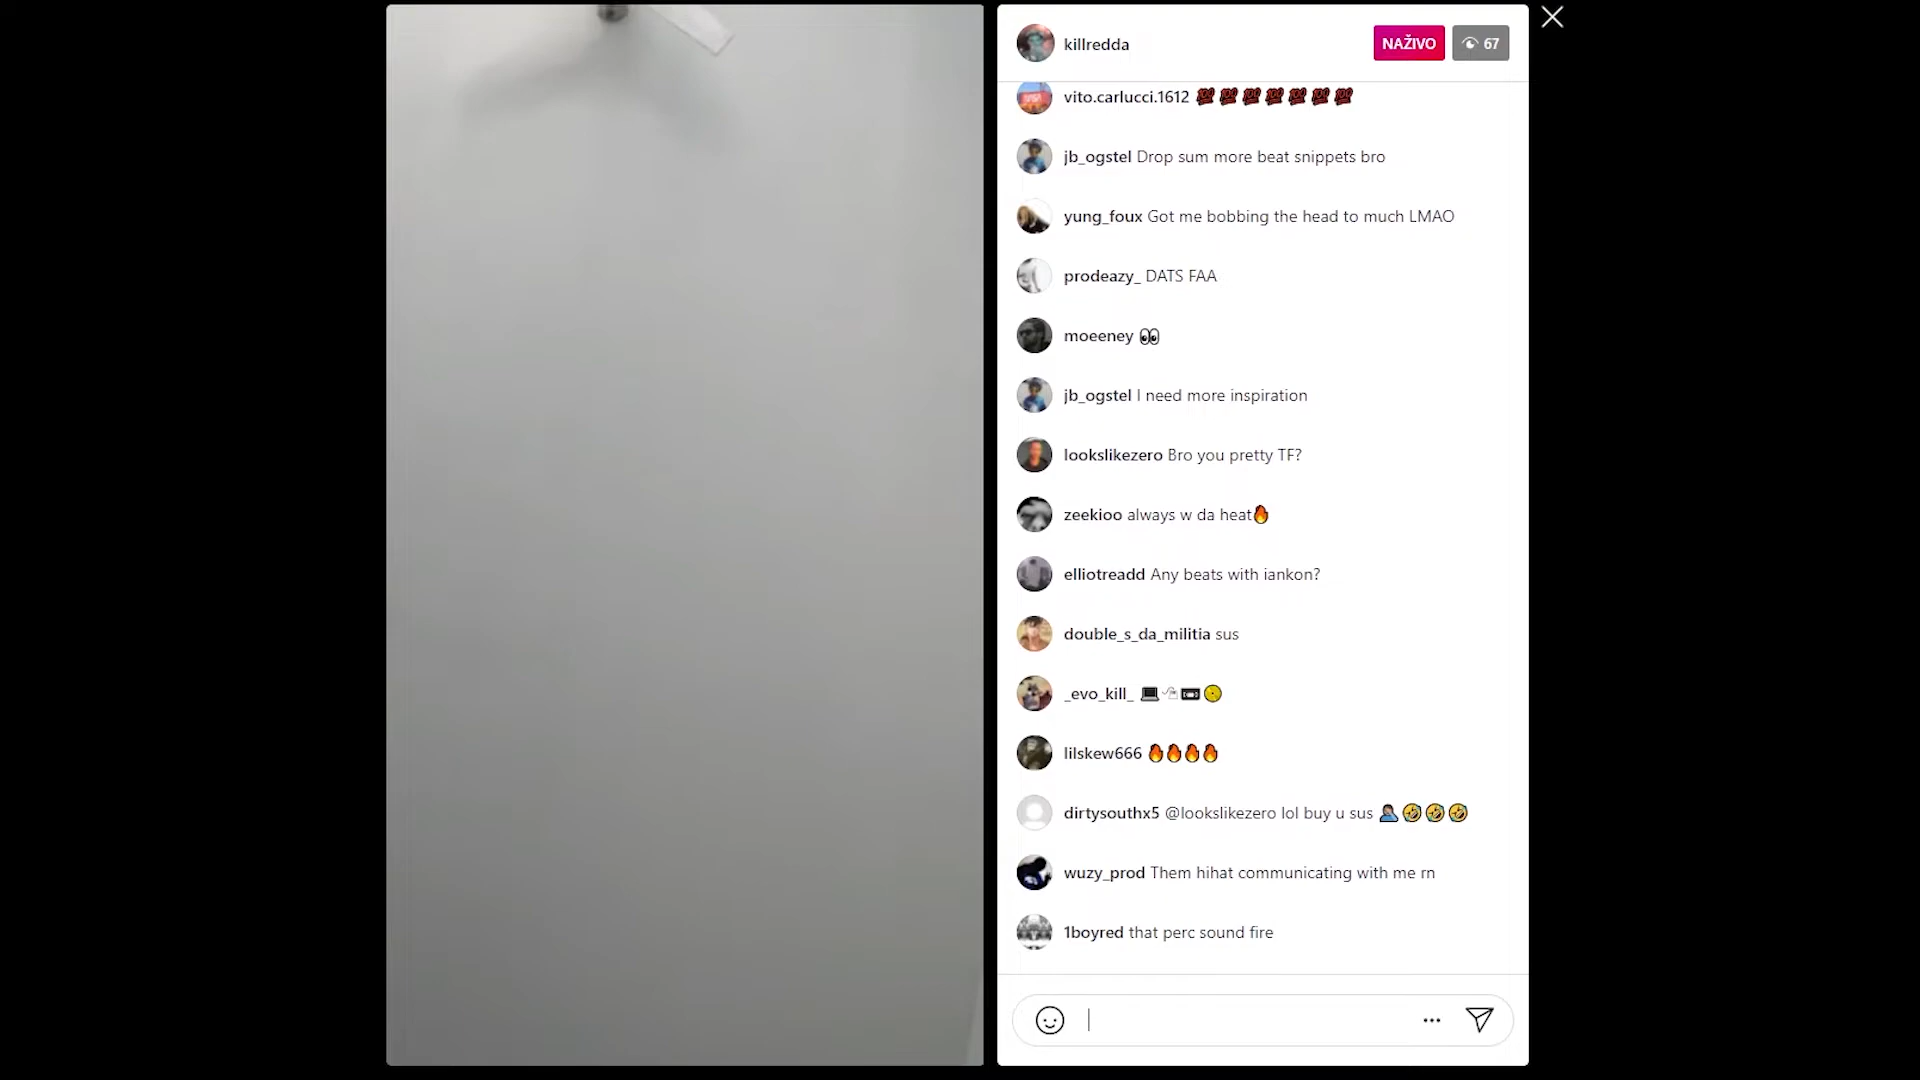 killredda
NAŽIVO
67
vito.carlucci.1612 💯💯💯💯💯💯💯
jb_ogstel Drop sum more beat snippets bro
yung_foux Got me bobbing the head to much LMAO
prodeazy_ DATS FAA
moeeney 👀
jb_ogstel I need more inspiration
lookslikezero Bro you pretty TF?
zeekioo always w da heat🔥
elliotreadd Any beats with iankon?
double_s_da_militia sus
_evo_kill_ 💻🖱📼💿
lilskew666 🔥🔥🔥🔥
dirtysouthx5 @lookslikezero lol buy u sus 🤦🤣🤣🤣
wuzy_prod Them hihat communicating with me rn
1boyred that perc sound fire